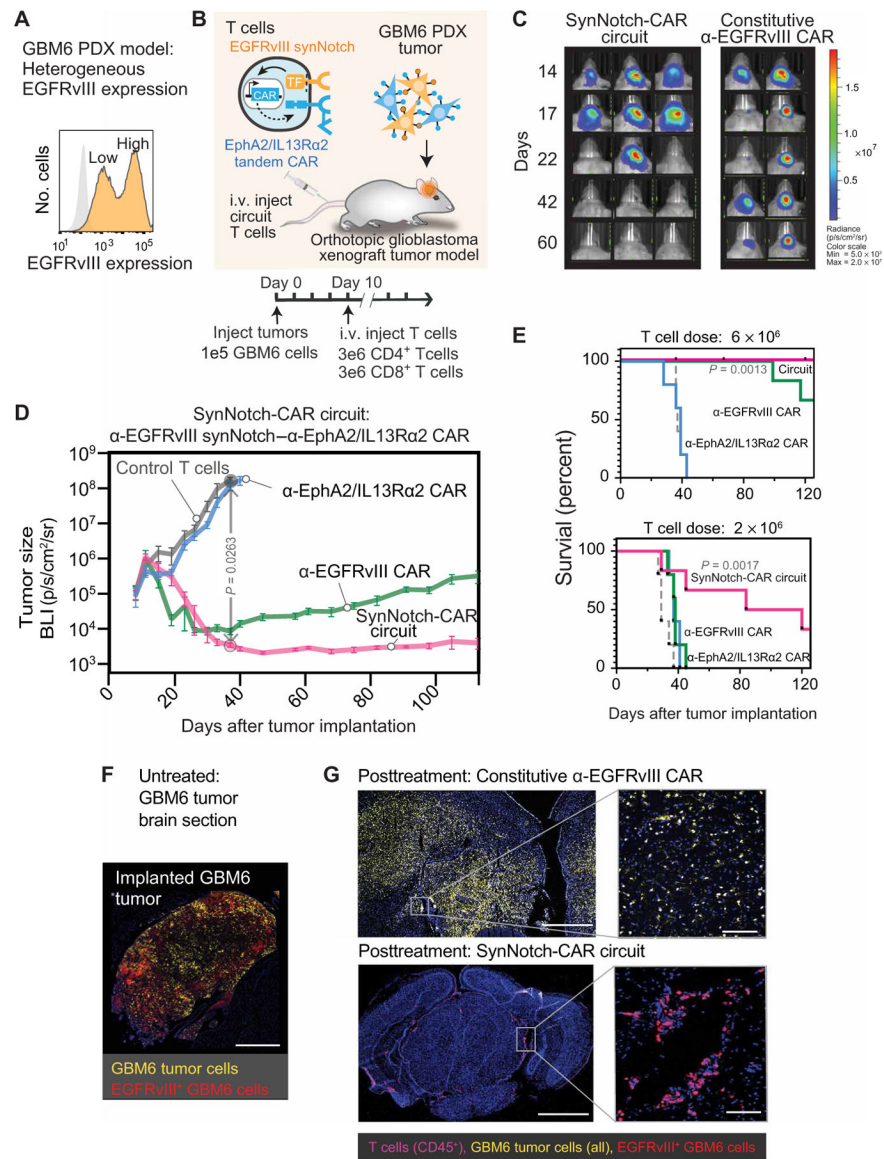 A
GBM6 PDX model:
Heterogeneous
EGFRvIII expression
No. cells
Low
High
10¹ 10³ 10⁵
EGFRvIII expression
B
T cells
EGFRvIII synNotch
TF
CAR
EphA2/IL13Rα2
tandem CAR
GBM6 PDX
tumor
i.v. inject
circuit
T cells
Orthotopic glioblastoma
xenograft tumor model
Day 0 Day 10
Inject tumors
1e5 GBM6 cells
i.v. inject T cells
3e6 CD4⁺ Tcells
3e6 CD8⁺ T cells
C
SynNotch-CAR
circuit
Constitutive
α-EGFRvIII CAR
Days
14
17
22
42
60
1.5
1.0
×10⁷
0.5
Radiance
(p/s/cm²/sr)
Color scale
Min = 5.0 × 10⁵
Max = 2.0 × 10⁷
D
SynNotch-CAR circuit:
α-EGFRvIII synNotch–α-EphA2/IL13Rα2 CAR
Tumor size
BLI (p/s/cm²/sr)
10⁹
10⁸
10⁷
10⁶
10⁵
10⁴
10³
Control T cells
α-EphA2/IL13Rα2 CAR
P = 0.0263
α-EGFRvIII CAR
SynNotch-CAR
circuit
0 20 40 60 80 100
Days after tumor implantation
E
T cell dose: 6 × 10⁶
Survial (percent)
100
50
0
P = 0.0013
Circuit
α-EGFRvIII CAR
α-EphA2/IL13Rα2 CAR
0 40 80 120
T cell dose: 2 × 10⁶
100
50
0
P = 0.0017
SynNotch-CAR circuit
α-EGFRvIII CAR
α-EphA2/IL13Rα2 CAR
0 40 80 120
Days after tumor implantation
F
Untreated:
GBM6 tumor
brain section
Implanted GBM6
tumor
GBM6 tumor cells
EGFRvIII⁺ GBM6 cells
G
Posttreatment: Constitutive α-EGFRvIII CAR
Posttreatment: SynNotch-CAR circuit
T cells (CD45⁺), GBM6 tumor cells (all), EGFRvIII⁺ GBM6 cells